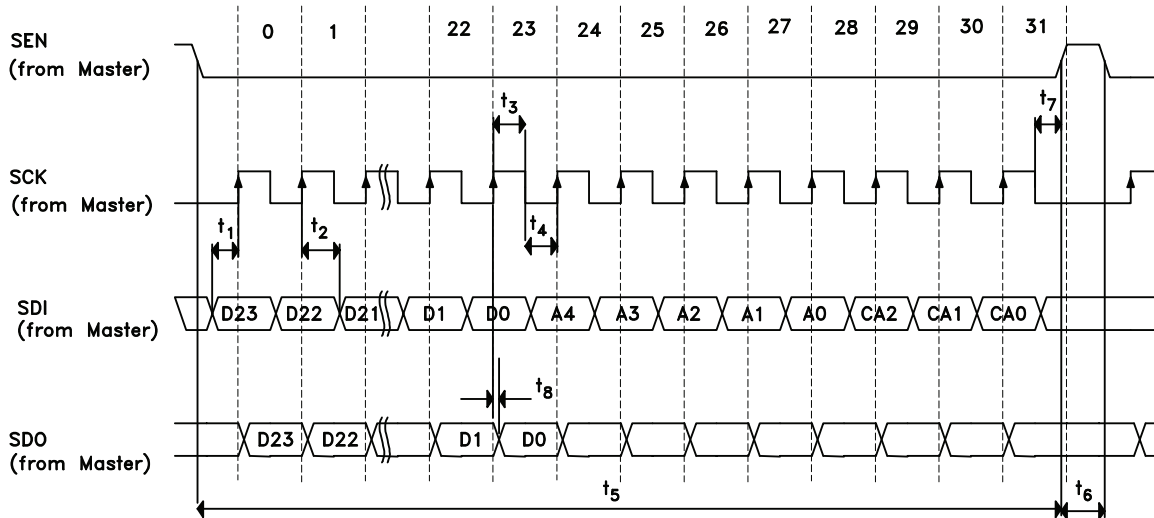 0 1 22 23 24 25 26 27 28 29 30 31
SEN
(from Master)
t3
t7
SCK
(from Master)
t1 t2 t4
SDI
(from Master)
D23 D22 D21 D1 D0 A4 A3 A2 A1 A0 CA2 CA1 CA0
t8
SDO
(from Master)
D23 D22 D1 D0
t5
t6